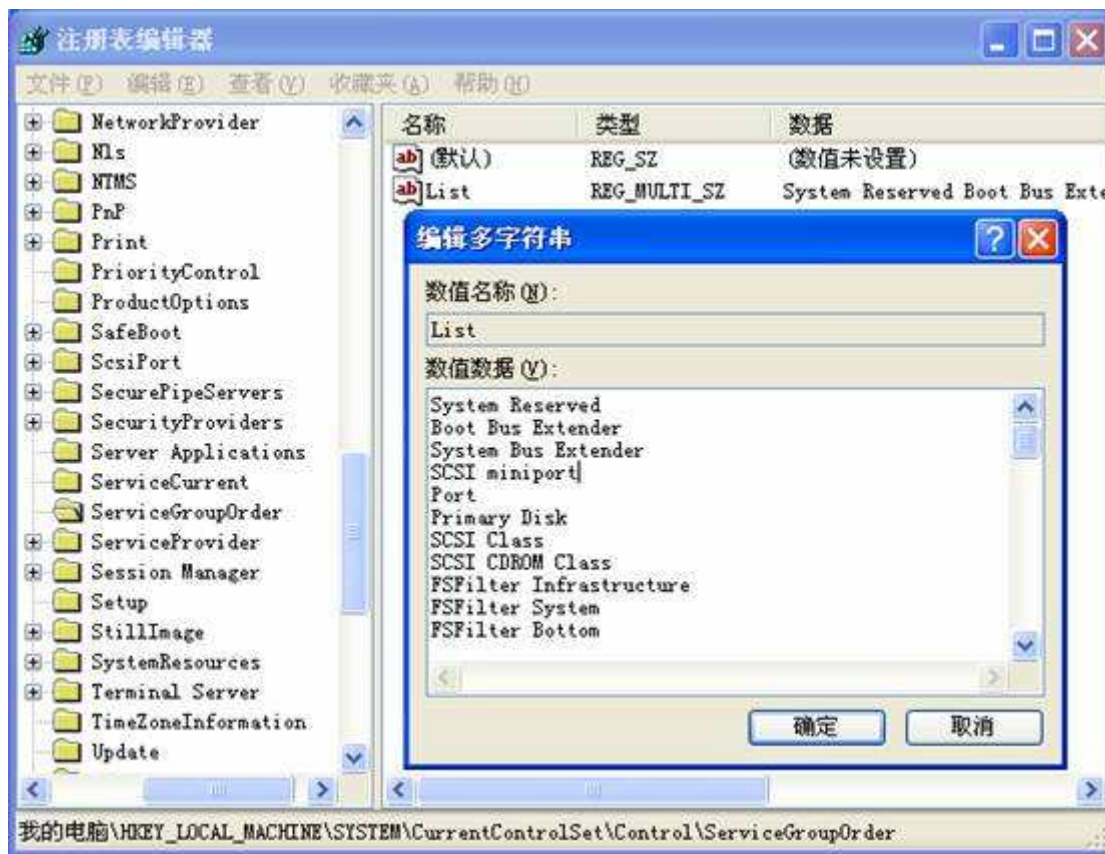 注册表编辑器
文件(F) 编辑(E) 查看(V) 收藏夹(A) 帮助(H)
NetworkProvider
Nls
NTMS
PnP
Print
PriorityControl
ProductOptions
SafeBoot
ScsiPort
SecurePipeServers
SecurityProviders
Server Applications
ServiceCurrent
ServiceGroupOrder
ServiceProvider
Session Manager
Setup
StillImage
SystemResources
Terminal Server
TimeZoneInformation
Update
名称 类型 数据
ab (默认) REG_SZ (数值未设置)
ab List REG_MULTI_SZ System Reserved Boot Bus Exte
编辑多字符串
数值名称(N):
List
数值数据(V):
System Reserved
Boot Bus Extender
System Bus Extender
SCSI miniport
Port
Primary Disk
SCSI Class
SCSI CDROM Class
FSFilter Infrastructure
FSFilter System
FSFilter Bottom
确定 取消
我的电脑\HKEY_LOCAL_MACHINE\SYSTEM\CurrentControlSet\Control\ServiceGroupOrder